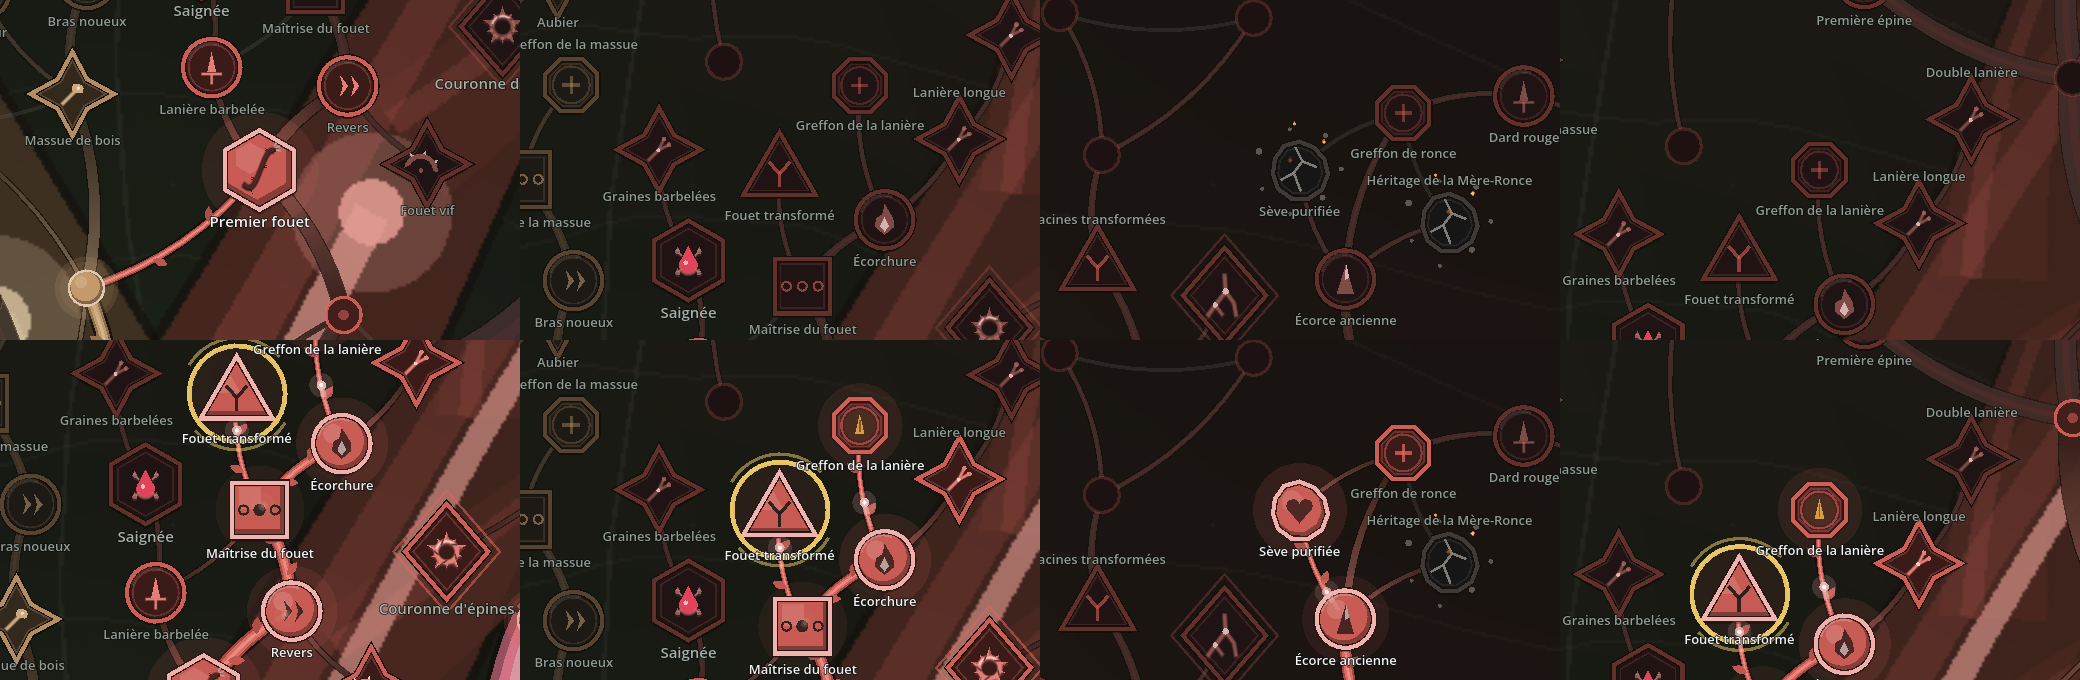 Bras noueux
Saignée
Maîtrise du fouet
Couronne d
Lanière barbelée
Revers
Massue de bois
Fouet vif
Premier fouet
Aubier
effon de la massue
Lanière longue
Greffon de la lanière
Graines barbelées
Fouet transformé
e la massue
Écorchure
Saignée
Bras noueux
Maîtrise du fouet
Dard rouge
Greffon de ronce
Héritage de la Mère-Ronce
Sève purifiée
acines transformées
Écorce ancienne
Première épine
Double lanière
assue
Lanière longue
Greffon de la lanière
Graines barbelées
Fouet transformé
Greffon de la lanière
Graines barbelées
Fouet transformé
massue
Écorchure
Saignée
ras noueux
Maîtrise du fouet
Couronne d'épines
Lanière barbelée
Revers
ue de bois
Aubier
effon de la massue
Lanière longue
Greffon de la lanière
Graines barbelées
Fouet transformé
e la massue
Écorchure
Saignée
Bras noueux
Maîtrise du fouet
Dard rouge
Greffon de ronce
Héritage de la Mère-Ronce
Sève purifiée
acines transformées
Écorce ancienne
Première épine
Double lanière
assue
Lanière longue
Greffon de la lanière
Graines barbelées
Fouet transformé